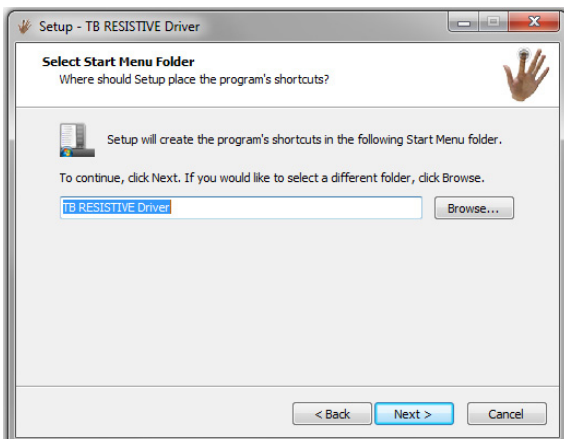 Setup - TB RESISTIVE Driver
Select Start Menu Folder
Where should Setup place the program's shortcuts?
Setup will create the program's shortcuts in the following Start Menu folder.
To continue, click Next. If you would like to select a different folder, click Browse.
TB RESISTIVE Driver
Browse...
< Back
Next >
Cancel